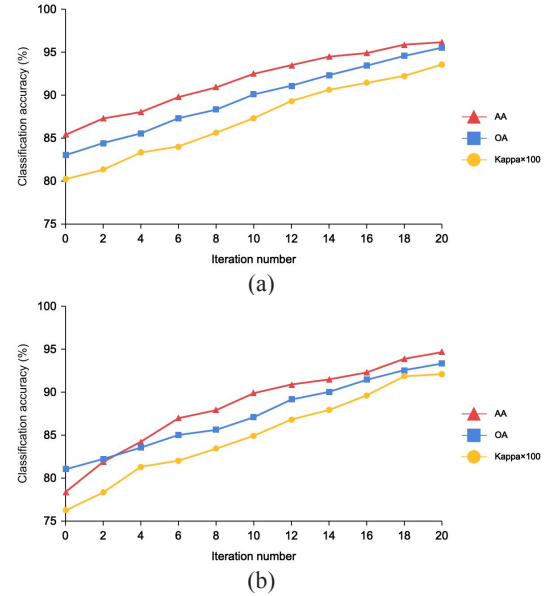 100
95
90
85
80
75
Classification accuracy (%)
0 2 4 6 8 10 12 14 16 18 20
Iteration number
AA
OA
Kappa×100
(a)
100
95
90
85
80
75
Classification accuracy (%)
0 2 4 6 8 10 12 14 16 18 20
Iteration number
AA
OA
Kappa×100
(b)